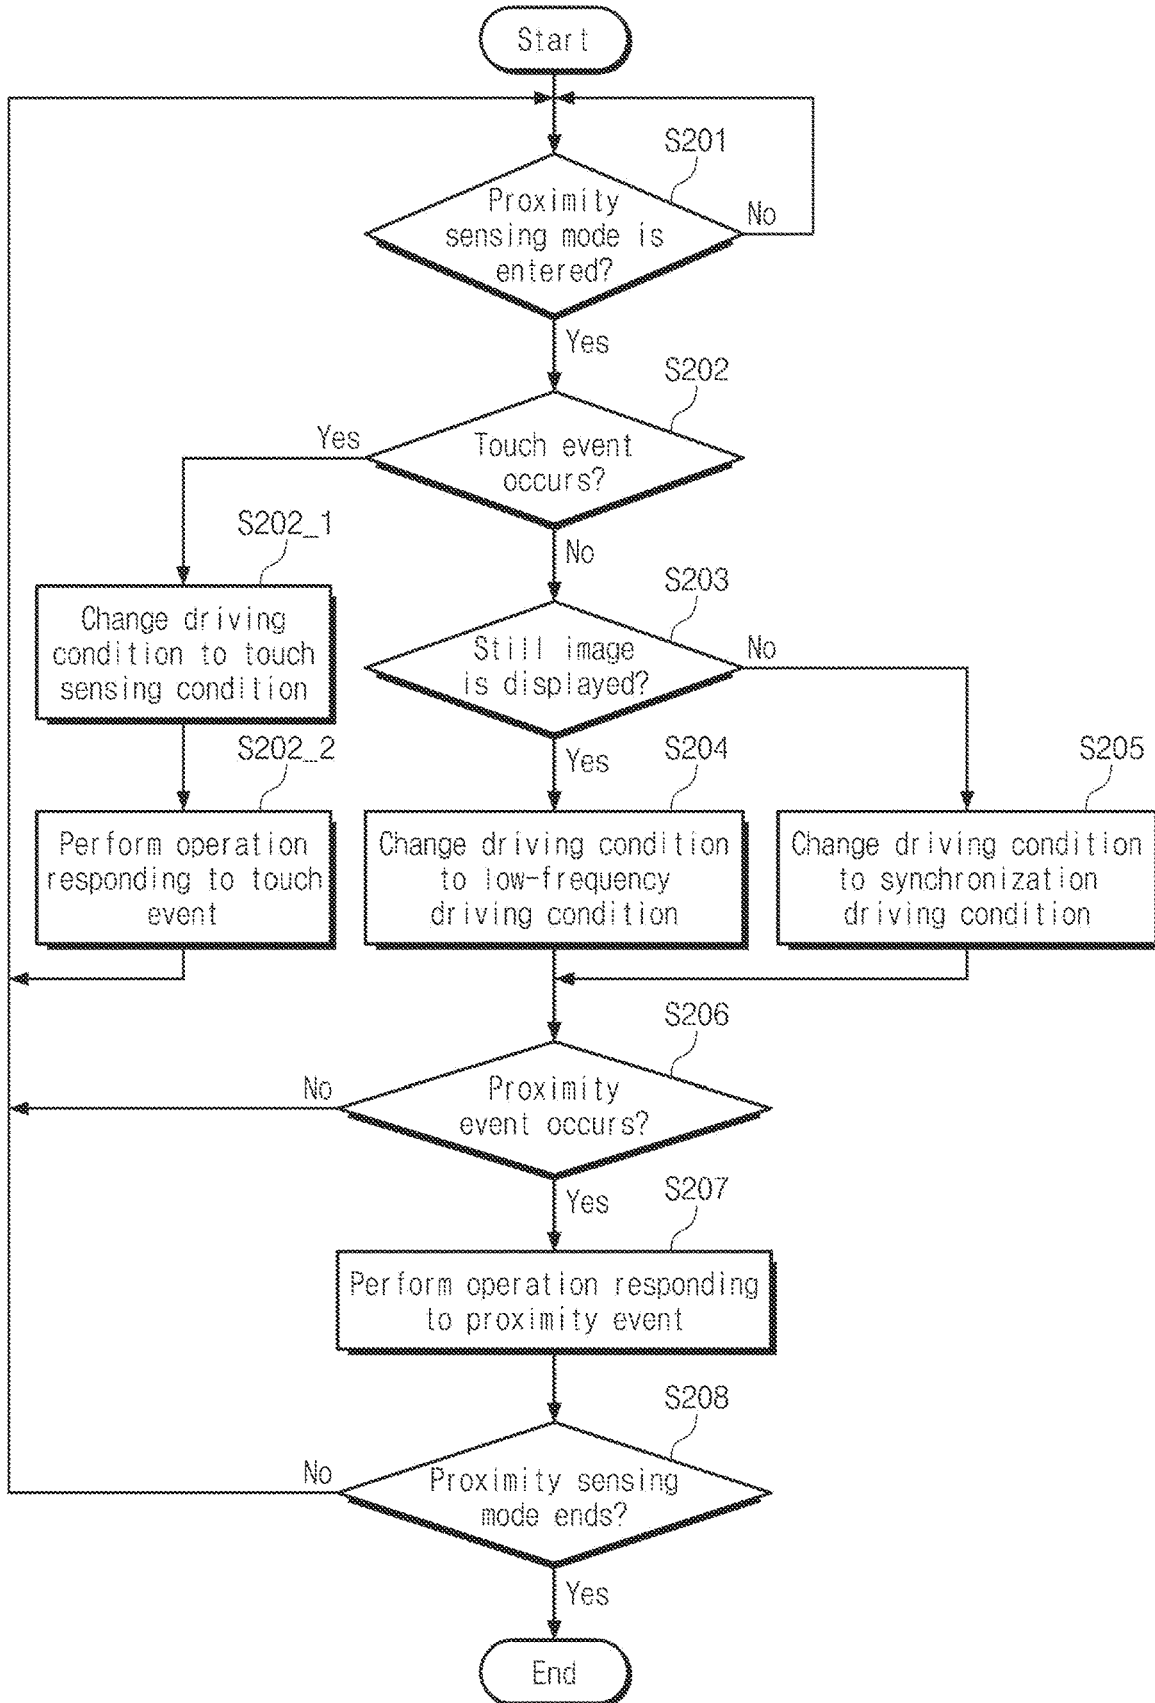 Start
S201
Proximity
sensing mode is
entered?
No
Yes
S202
Touch event
occurs?
Yes
No
S202_1
Change driving
condition to touch
sensing condition
S203
Still image
is displayed?
No
Yes
S202_2
Perform operation
responding to touch
event
S204
Change driving condition
to low-frequency
driving condition
S205
Change driving condition
to synchronization
driving condition
S206
Proximity
event occurs?
No
Yes
S207
Perform operation responding
to proximity event
S208
Proximity sensing
mode ends?
No
Yes
End